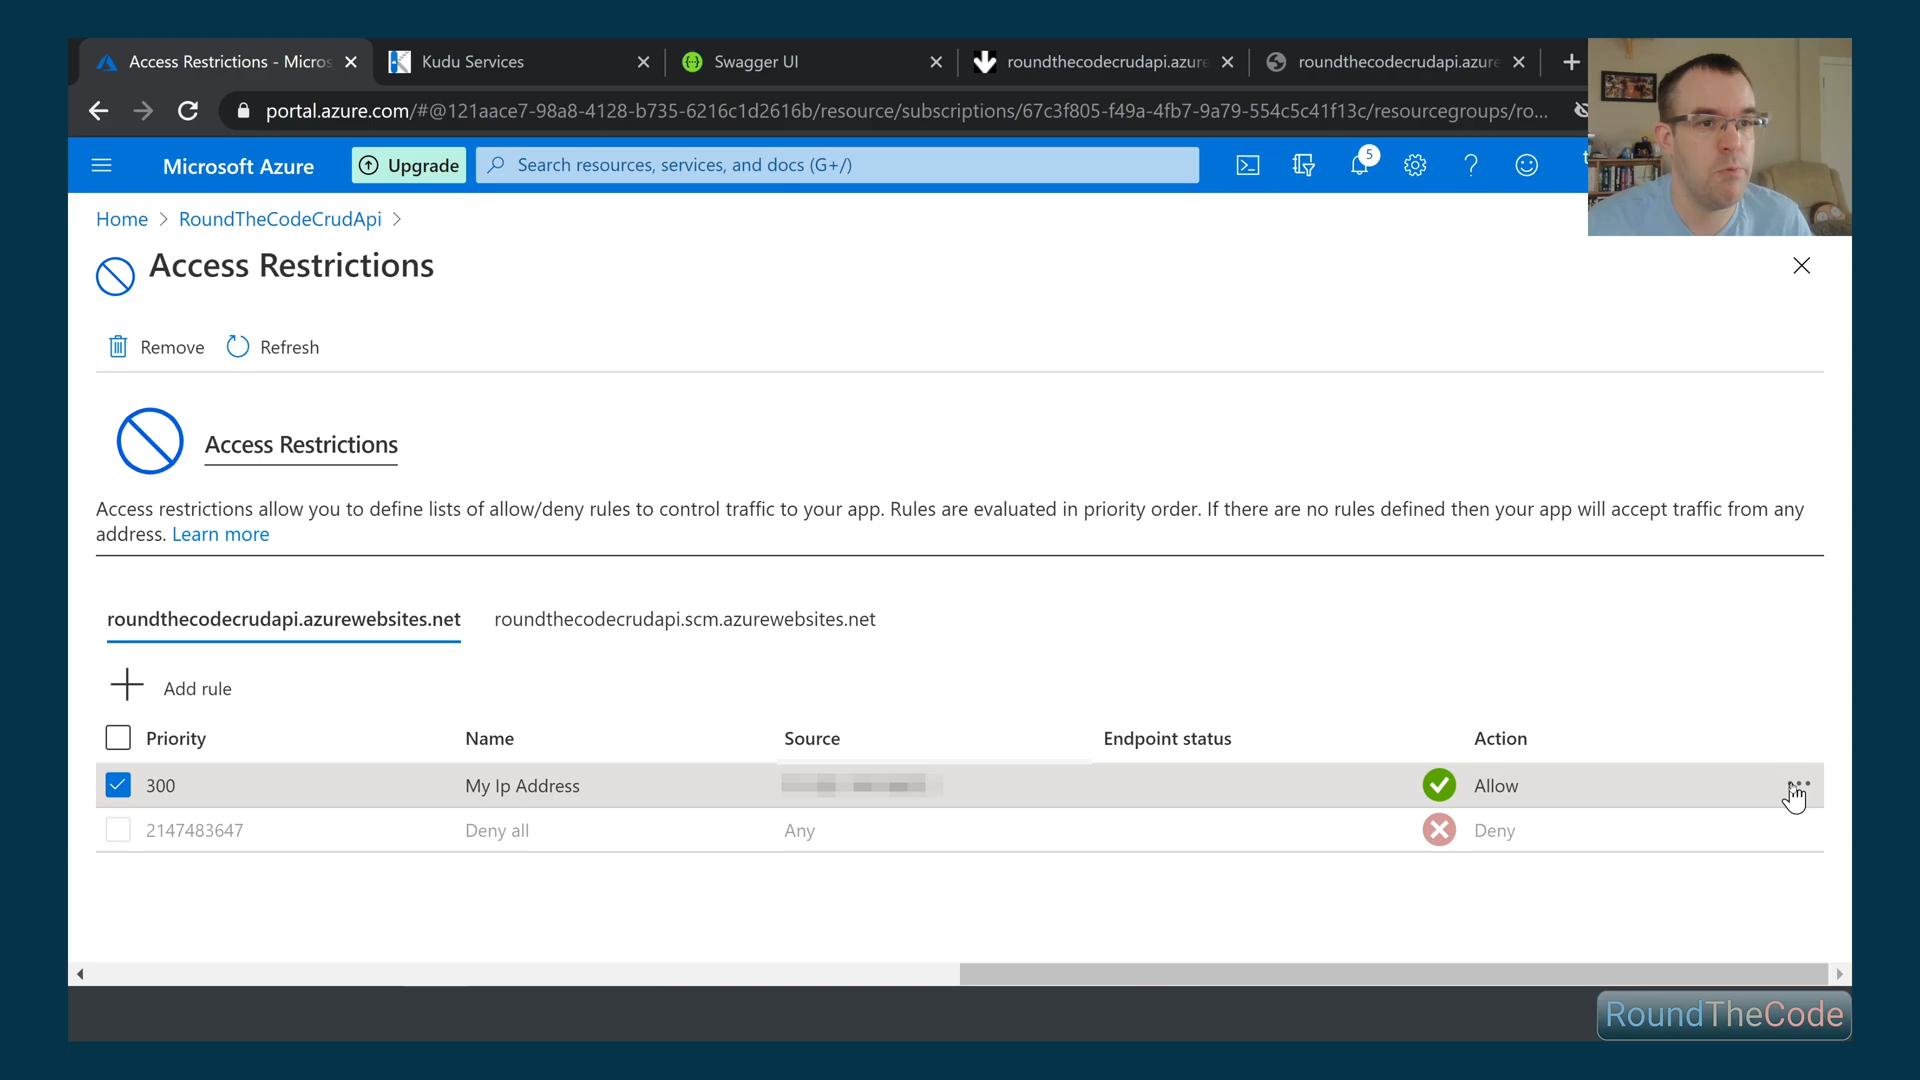 Access Restrictions - Micros
Kudu Services
Swagger UI
roundthecodecrudapi.azure
roundthecodecrudapi.azure
portal.azure.com/#@121aace7-98a8-4128-b735-6216c1d2616b/resource/subscriptions/67c3f805-f49a-4fb7-9a79-554c5c41f13c/resourcegroups/ro...
Microsoft Azure
Upgrade
Search resources, services, and docs (G+/)
5
Home > RoundTheCodeCrudApi >
Access Restrictions
Remove
Refresh
Access Restrictions
Access restrictions allow you to define lists of allow/deny rules to control traffic to your app. Rules are evaluated in priority order. If there are no rules defined then your app will accept traffic from any
address. Learn more
roundthecodecrudapi.azurewebsites.net
roundthecodecrudapi.scm.azurewebsites.net
Add rule
Priority Name Source Endpoint status Action
300 My Ip Address Allow
2147483647 Deny all Any Deny
RoundTheCode